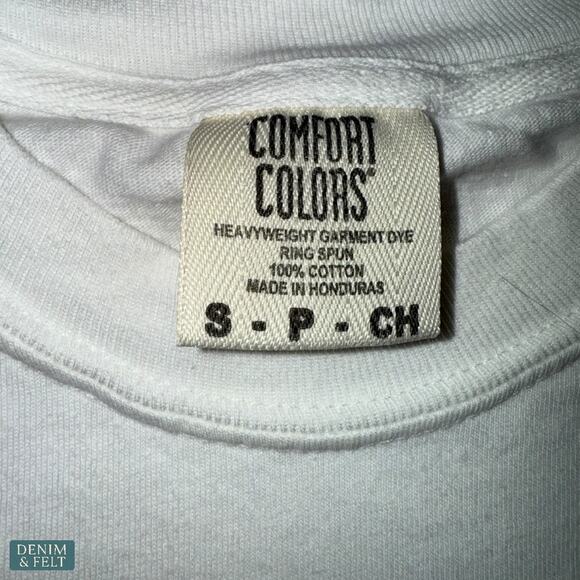 COMFORT
COLORS®
HEAVYWEIGHT GARMENT DYE
RING SPUN
100% COTTON
MADE IN HONDURAS
S - P - CH
DENIM
& FELT